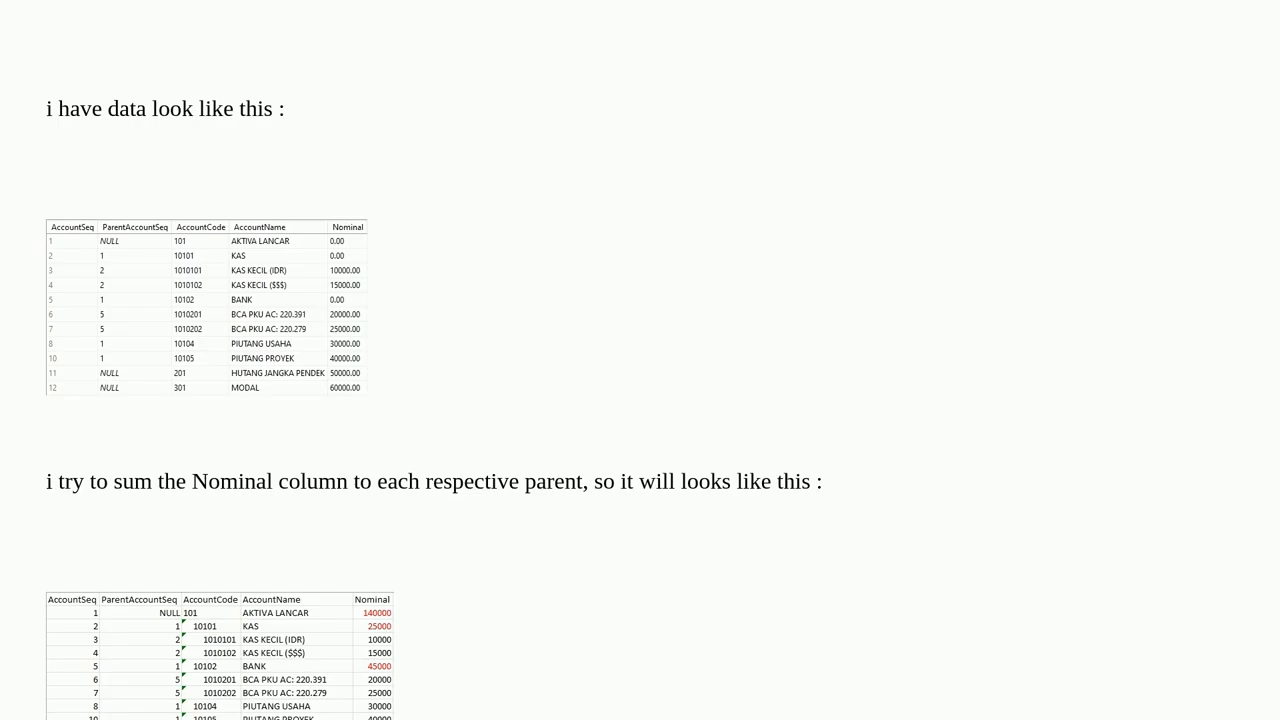 i have data look like this :
AccountSeq ParentAccountSeq AccountCode AccountName Nominal
1 NULL 101 AKTIVA LANCAR 0.00
2 1 10101 KAS 0.00
3 2 1010101 KAS KECIL (IDR) 10000.00
4 2 1010102 KAS KECIL ($$$) 15000.00
5 1 10102 BANK 0.00
6 5 1010201 BCA PKU AC: 220.391 20000.00
7 5 1010202 BCA PKU AC: 220.279 25000.00
8 1 10104 PIUTANG USAHA 30000.00
10 1 10105 PIUTANG PROYEK 40000.00
11 NULL 201 HUTANG JANGKA PENDEK 50000.00
12 NULL 301 MODAL 60000.00
i try to sum the Nominal column to each respective parent, so it will looks like this :
AccountSeq ParentAccountSeq AccountCode AccountName Nominal
1 NULL 101 AKTIVA LANCAR 140000
2 1 10101 KAS 25000
3 2 1010101 KAS KECIL (IDR) 10000
4 2 1010102 KAS KECIL ($$$) 15000
5 1 10102 BANK 45000
6 5 1010201 BCA PKU AC: 220.391 20000
7 5 1010202 BCA PKU AC: 220.279 25000
8 1 10104 PIUTANG USAHA 30000
10 1 10105 PIUTANG PROYEK 40000